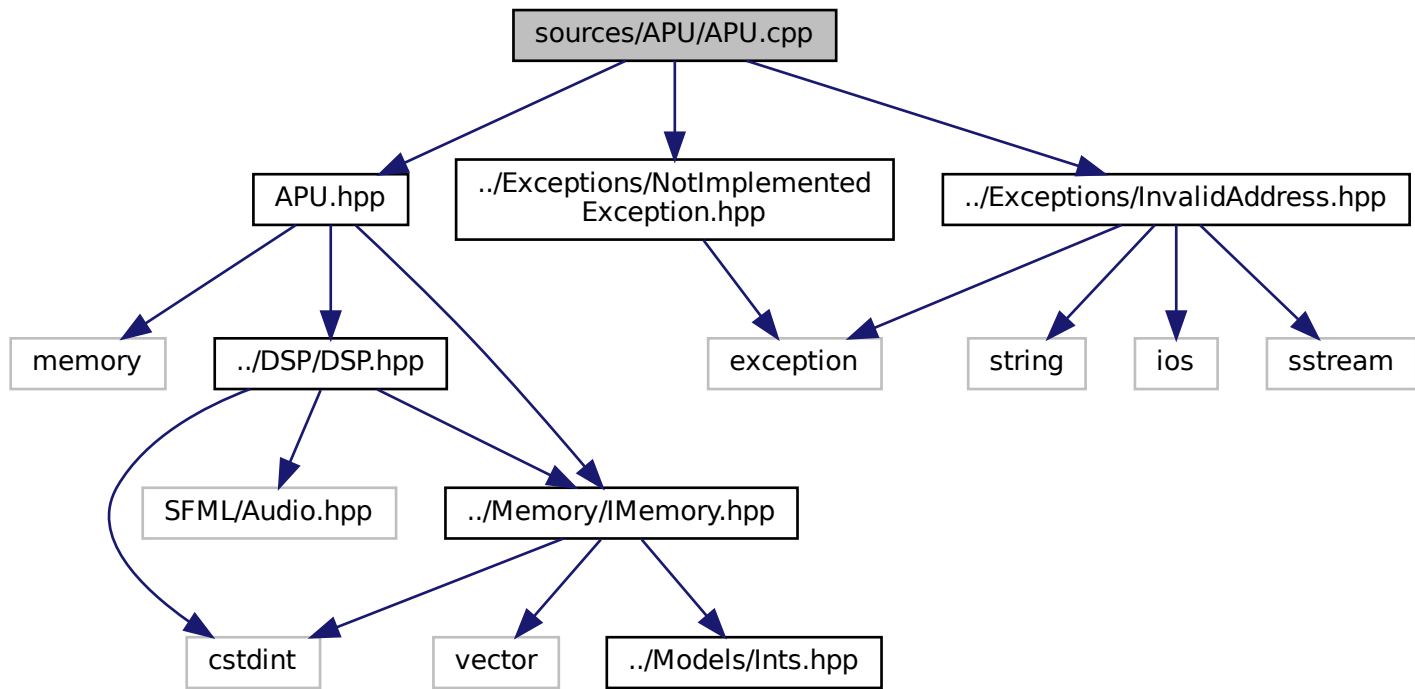 sources/APU/APU.cpp
APU.hpp
../Exceptions/NotImplemented
Exception.hpp
../Exceptions/InvalidAddress.hpp
memory
../DSP/DSP.hpp
exception
string
ios
sstream
SFML/Audio.hpp
../Memory/IMemory.hpp
cstdint
vector
../Models/Ints.hpp